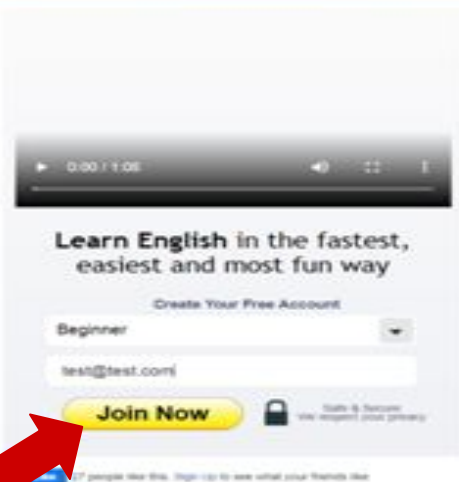 0:00 / 1:05
Learn English in the fastest,
easiest and most fun way
Create Your Free Account
Beginner
test@test.com
Join Now
Safe & Secure
We respect your privacy
people like this. Sign Up to see what your friends like